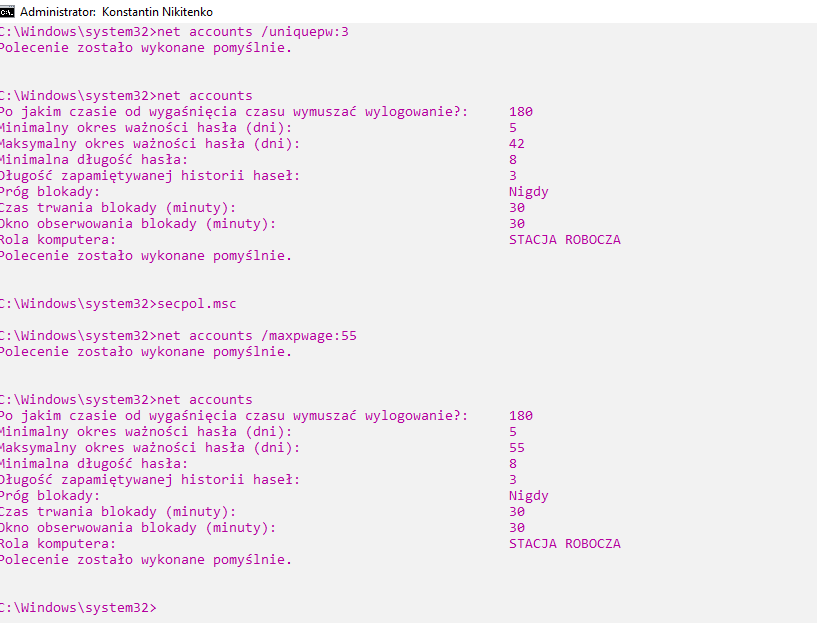 Administrator: Konstantin Nikitenko
C:\Windows\system32>net accounts /uniquepw:3
Polecenie zostało wykonane pomyślnie.
C:\Windows\system32>net accounts
Po jakim czasie od wygaśnięcia czasu wymuszać wylogowanie?: 180
Minimalny okres ważności hasła (dni): 5
Maksymalny okres ważności hasła (dni): 42
Minimalna długość hasła: 8
Długość zapamiętywanej historii haseł: 3
Próg blokady: Nigdy
Czas trwania blokady (minuty): 30
Okno obserwowania blokady (minuty): 30
Rola komputera: STACJA ROBOCZA
Polecenie zostało wykonane pomyślnie.
C:\Windows\system32>secpol.msc
C:\Windows\system32>net accounts /maxpwage:55
Polecenie zostało wykonane pomyślnie.
C:\Windows\system32>net accounts
Po jakim czasie od wygaśnięcia czasu wymuszać wylogowanie?: 180
Minimalny okres ważności hasła (dni): 5
Maksymalny okres ważności hasła (dni): 55
Minimalna długość hasła: 8
Długość zapamiętywanej historii haseł: 3
Próg blokady: Nigdy
Czas trwania blokady (minuty): 30
Okno obserwowania blokady (minuty): 30
Rola komputera: STACJA ROBOCZA
Polecenie zostało wykonane pomyślnie.
C:\Windows\system32>